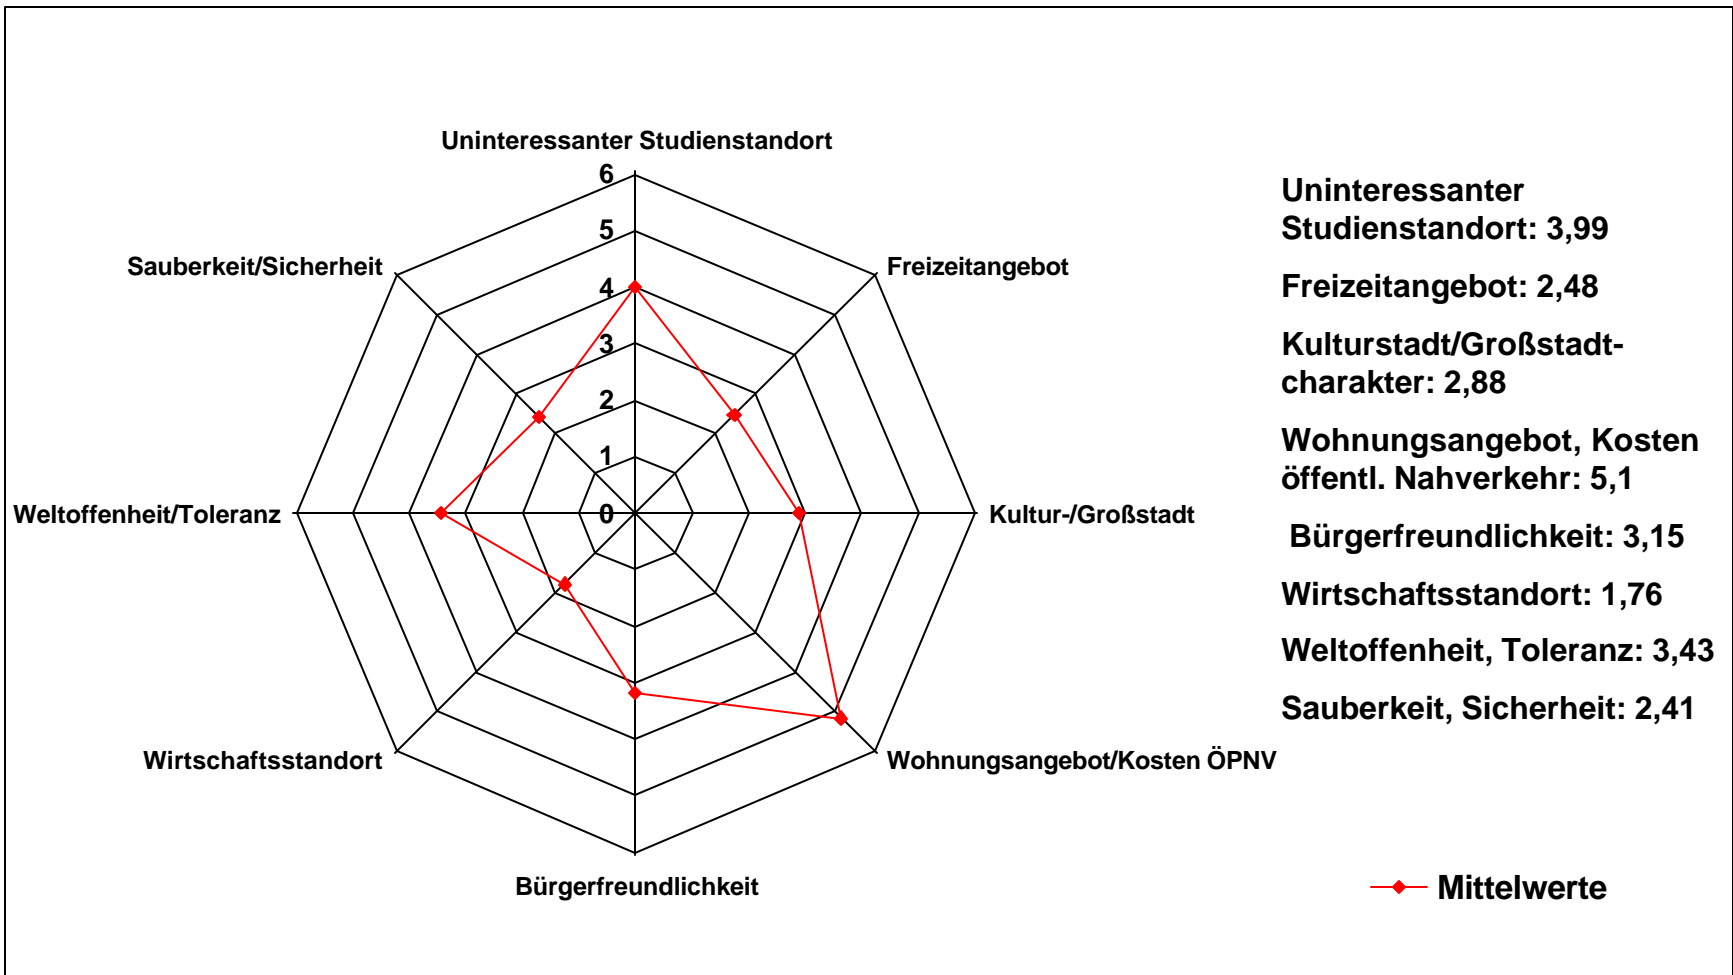 Uninteressanter Studienstandort
6
5
4
3
2
1
0
Freizeitangebot
Kultur-/Großstadt
Wohnungsangebot/Kosten ÖPNV
Bürgerfreundlichkeit
Wirtschaftsstandort
Weltoffenheit/Toleranz
Sauberkeit/Sicherheit
Uninteressanter
Studienstandort: 3,99
Freizeitangebot: 2,48
Kulturstadt/Großstadt-
charakter: 2,88
Wohnungsangebot, Kosten
öffentl. Nahverkehr: 5,1
Bürgerfreundlichkeit: 3,15
Wirtschaftsstandort: 1,76
Weltoffenheit, Toleranz: 3,43
Sauberkeit, Sicherheit: 2,41
Mittelwerte